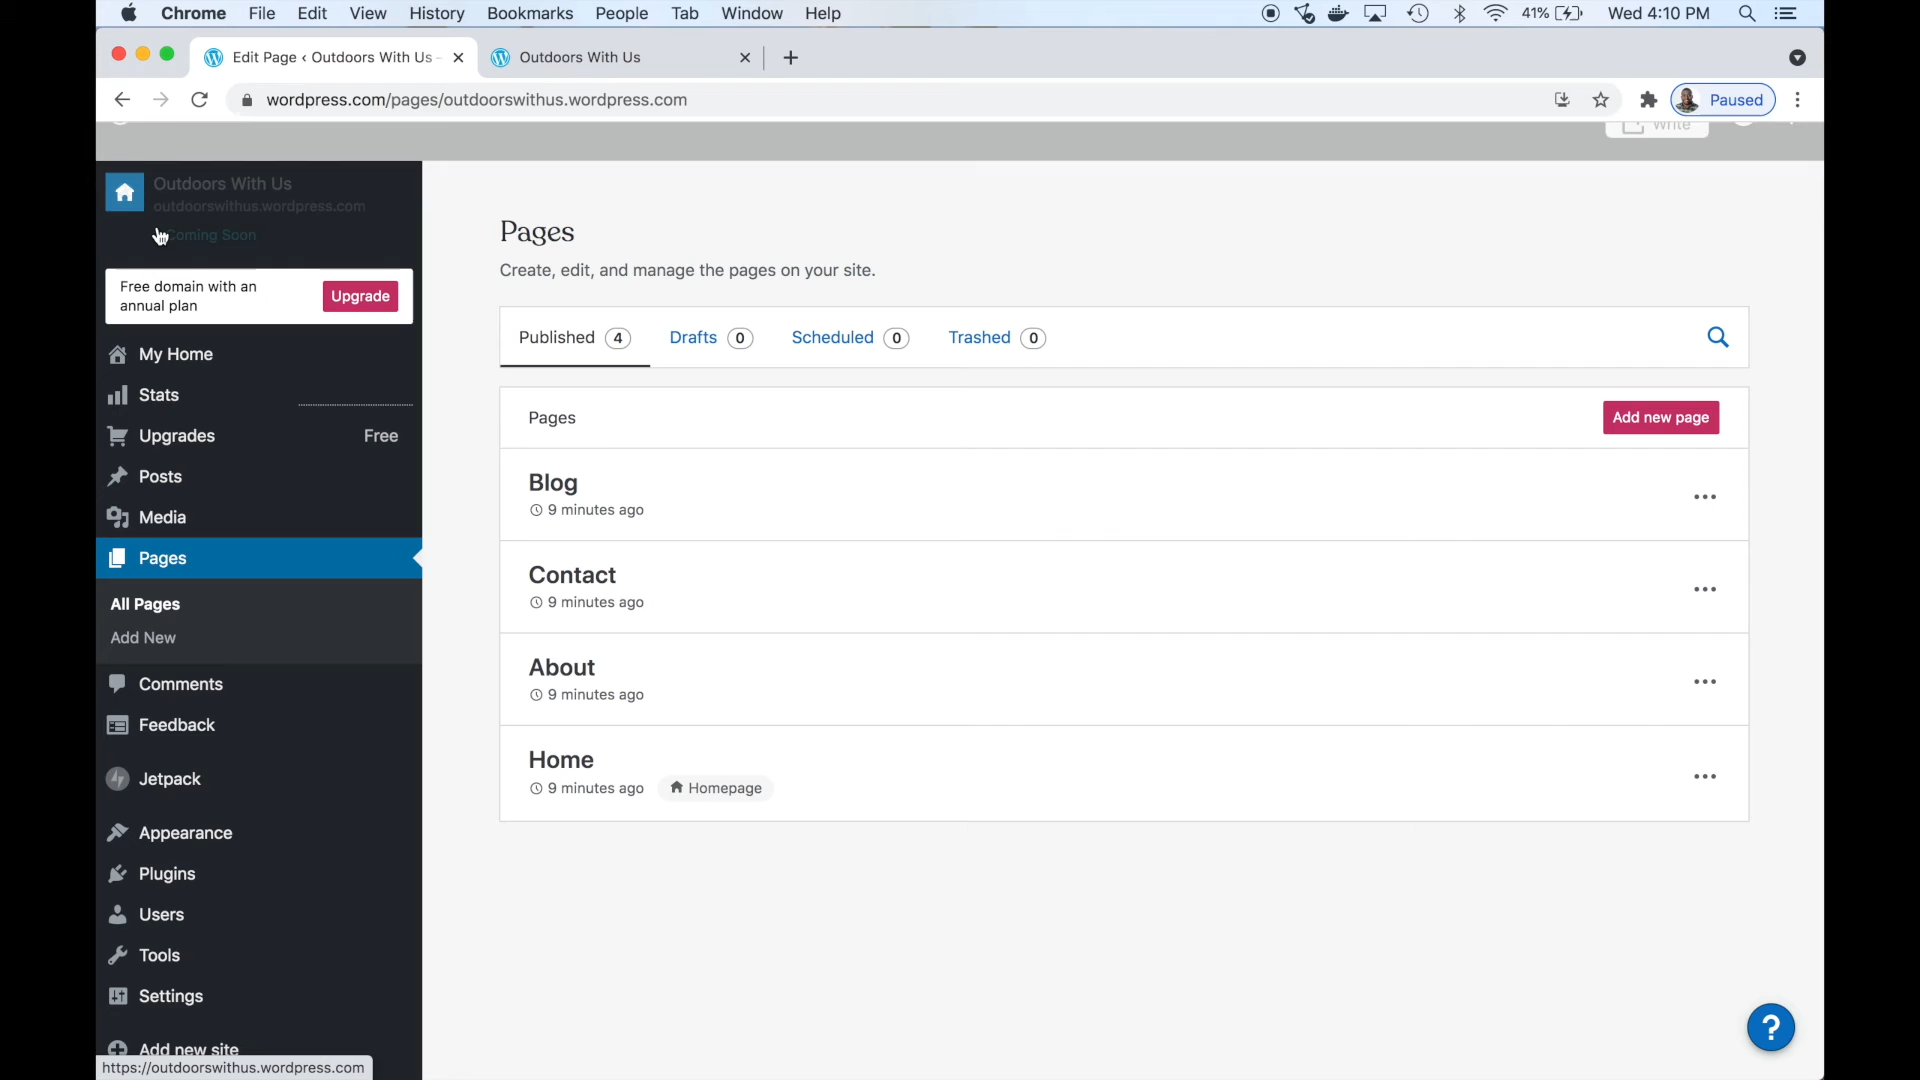 Chrome File Edit View History Bookmarks People Tab Window Help 41% Wed 4:10 PM
Edit Page ‹ Outdoors With Us – Outdoors With Us
wordpress.com/pages/outdoorswithus.wordpress.com Paused
Write
Outdoors With Us
outdoorswithus.wordpress.com
Coming Soon
Free domain with an
annual plan
Upgrade
My Home
Stats
Upgrades Free
Posts
Media
Pages
All Pages
Add New
Comments
Feedback
Jetpack
Appearance
Plugins
Users
Tools
Settings
Add new site
https://outdoorswithus.wordpress.com
Pages
Create, edit, and manage the pages on your site.
Published 4 Drafts 0 Scheduled 0 Trashed 0
Pages Add new page
Blog
9 minutes ago
Contact
9 minutes ago
About
9 minutes ago
Home
9 minutes ago Homepage
?